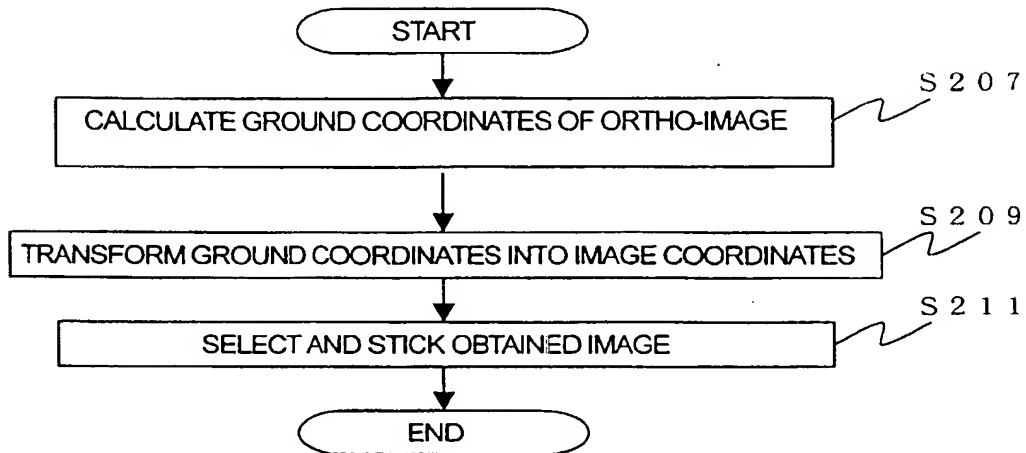 START
S207
CALCULATE GROUND COORDINATES OF ORTHO-IMAGE
S209
TRANSFORM GROUND COORDINATES INTO IMAGE COORDINATES
S211
SELECT AND STICK OBTAINED IMAGE
END